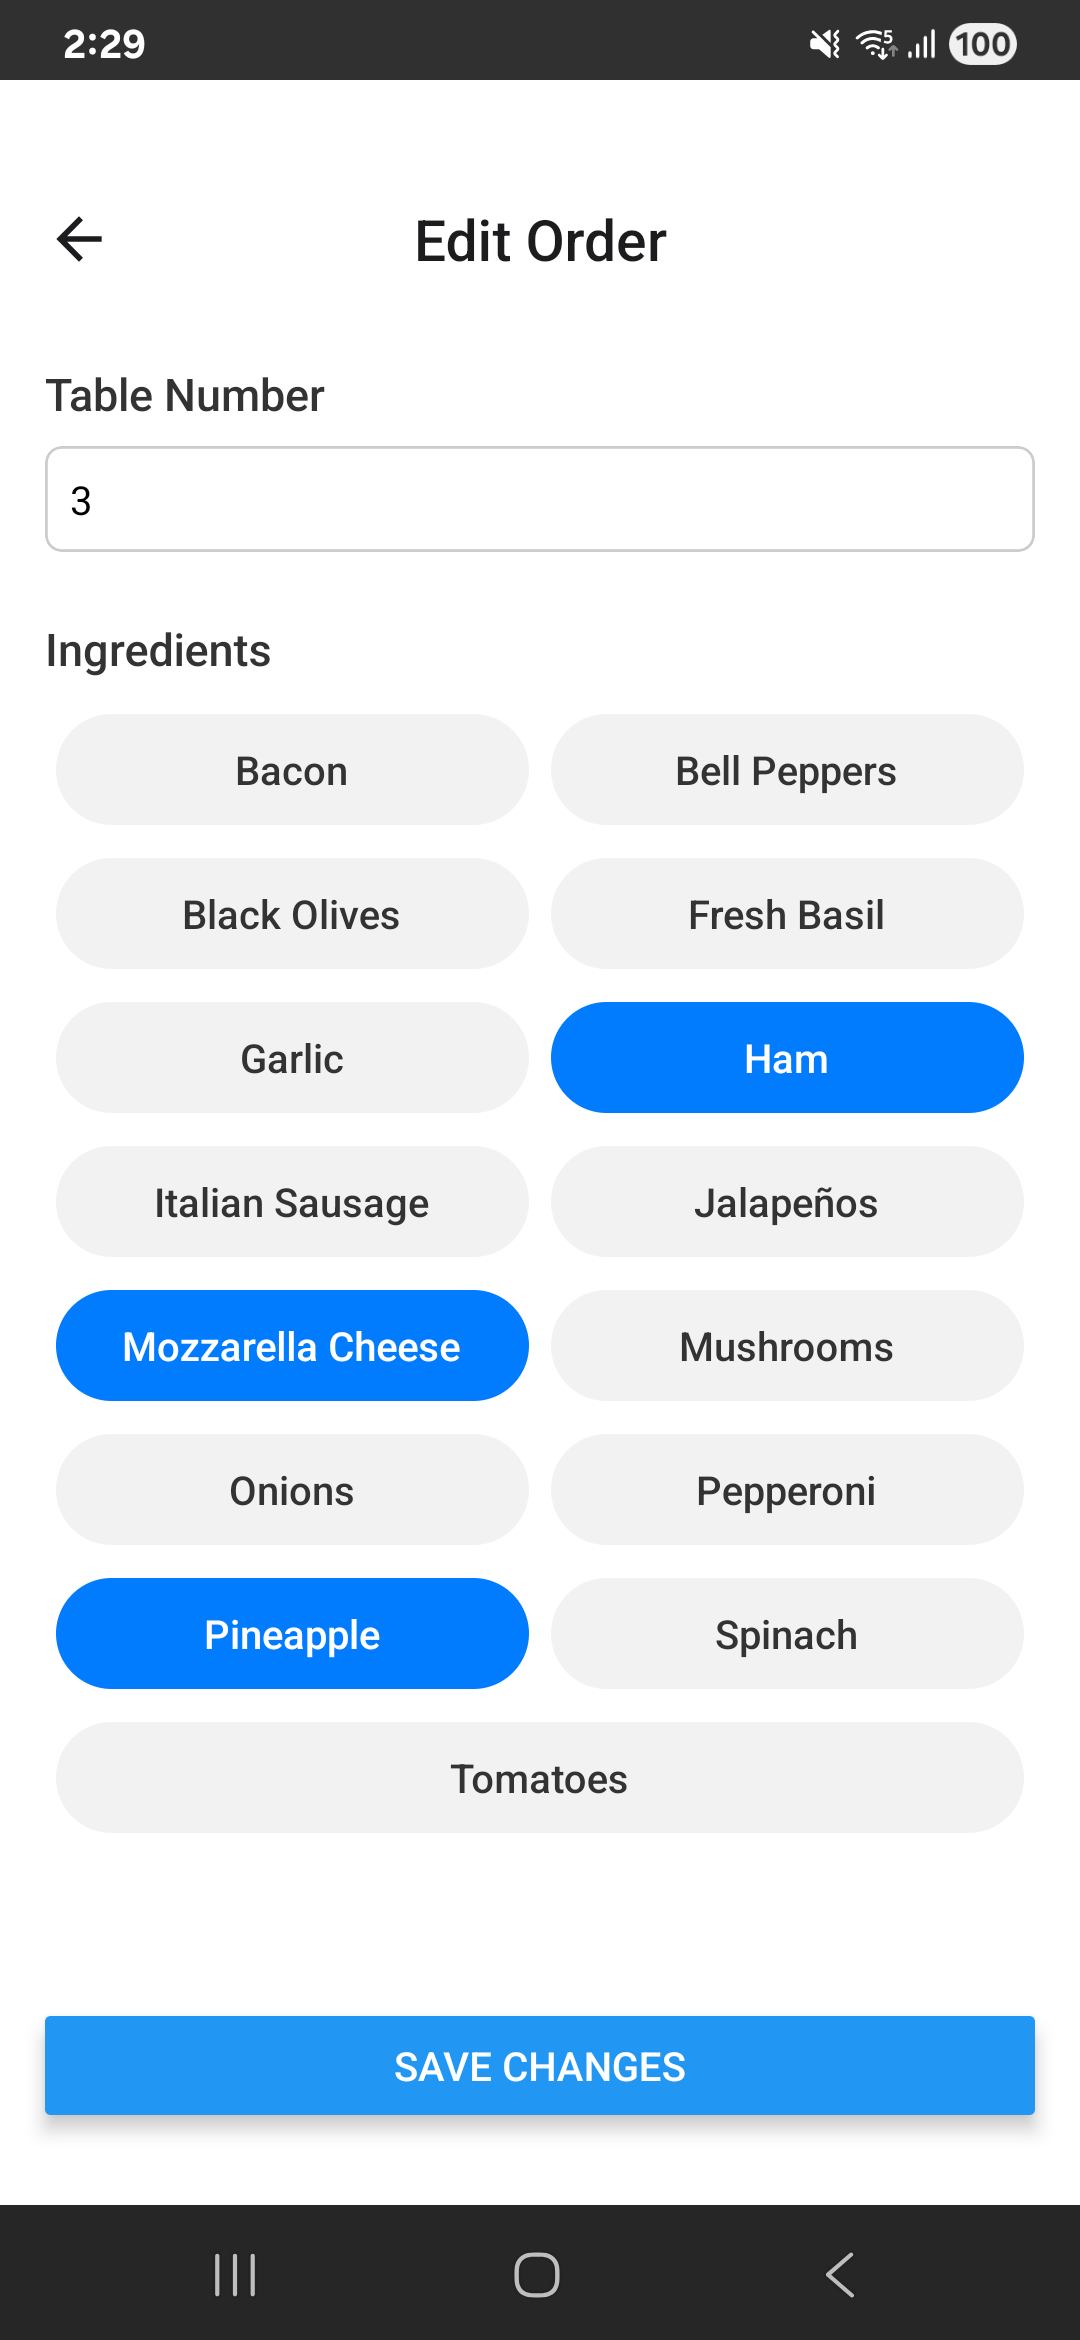 2:29
5
100
Edit Order
Table Number
3
Ingredients
Bacon
Bell Peppers
Black Olives
Fresh Basil
Garlic
Ham
Italian Sausage
Jalapeños
Mozzarella Cheese
Mushrooms
Onions
Pepperoni
Pineapple
Spinach
Tomatoes
SAVE CHANGES